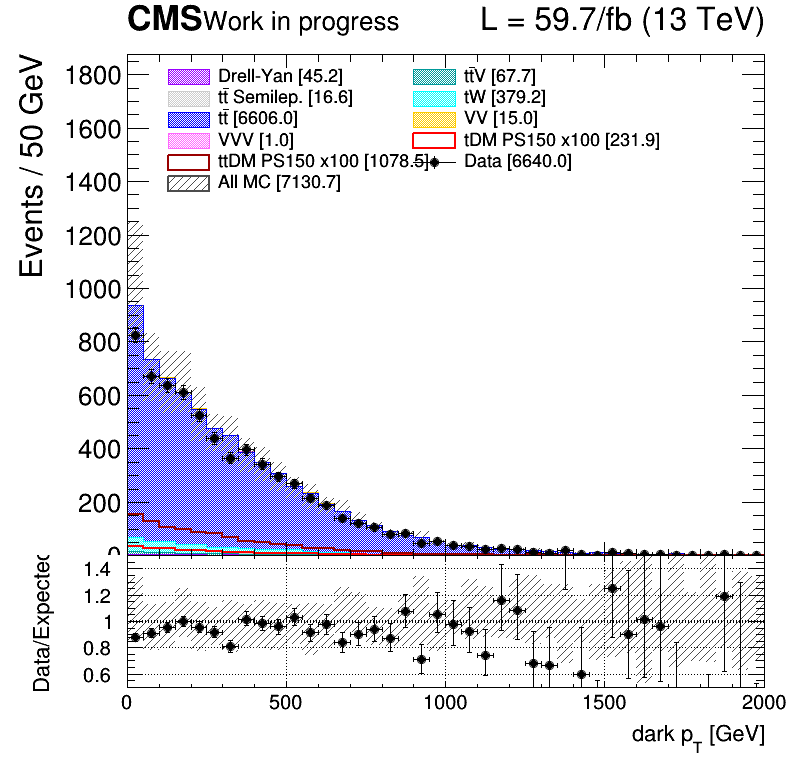 CMS Work in progress L = 59.7/fb (13 TeV)
Events / 50 GeV
1800
1600
1400
1200
1000
800
600
400
200
0
Drell-Yan [45.2]
tt̄V [67.7]
tt̄ Semilep. [16.6]
tW [379.2]
tt̄ [6606.0]
VV [15.0]
VVV [1.0]
tDM PS150 x100 [231.9]
ttDM PS150 x100 [1078.5]
Data [6640.0]
All MC [7130.7]
Data/Expected
1.4
1.2
1
0.8
0.6
0 500 1000 1500 2000
dark p_T [GeV]